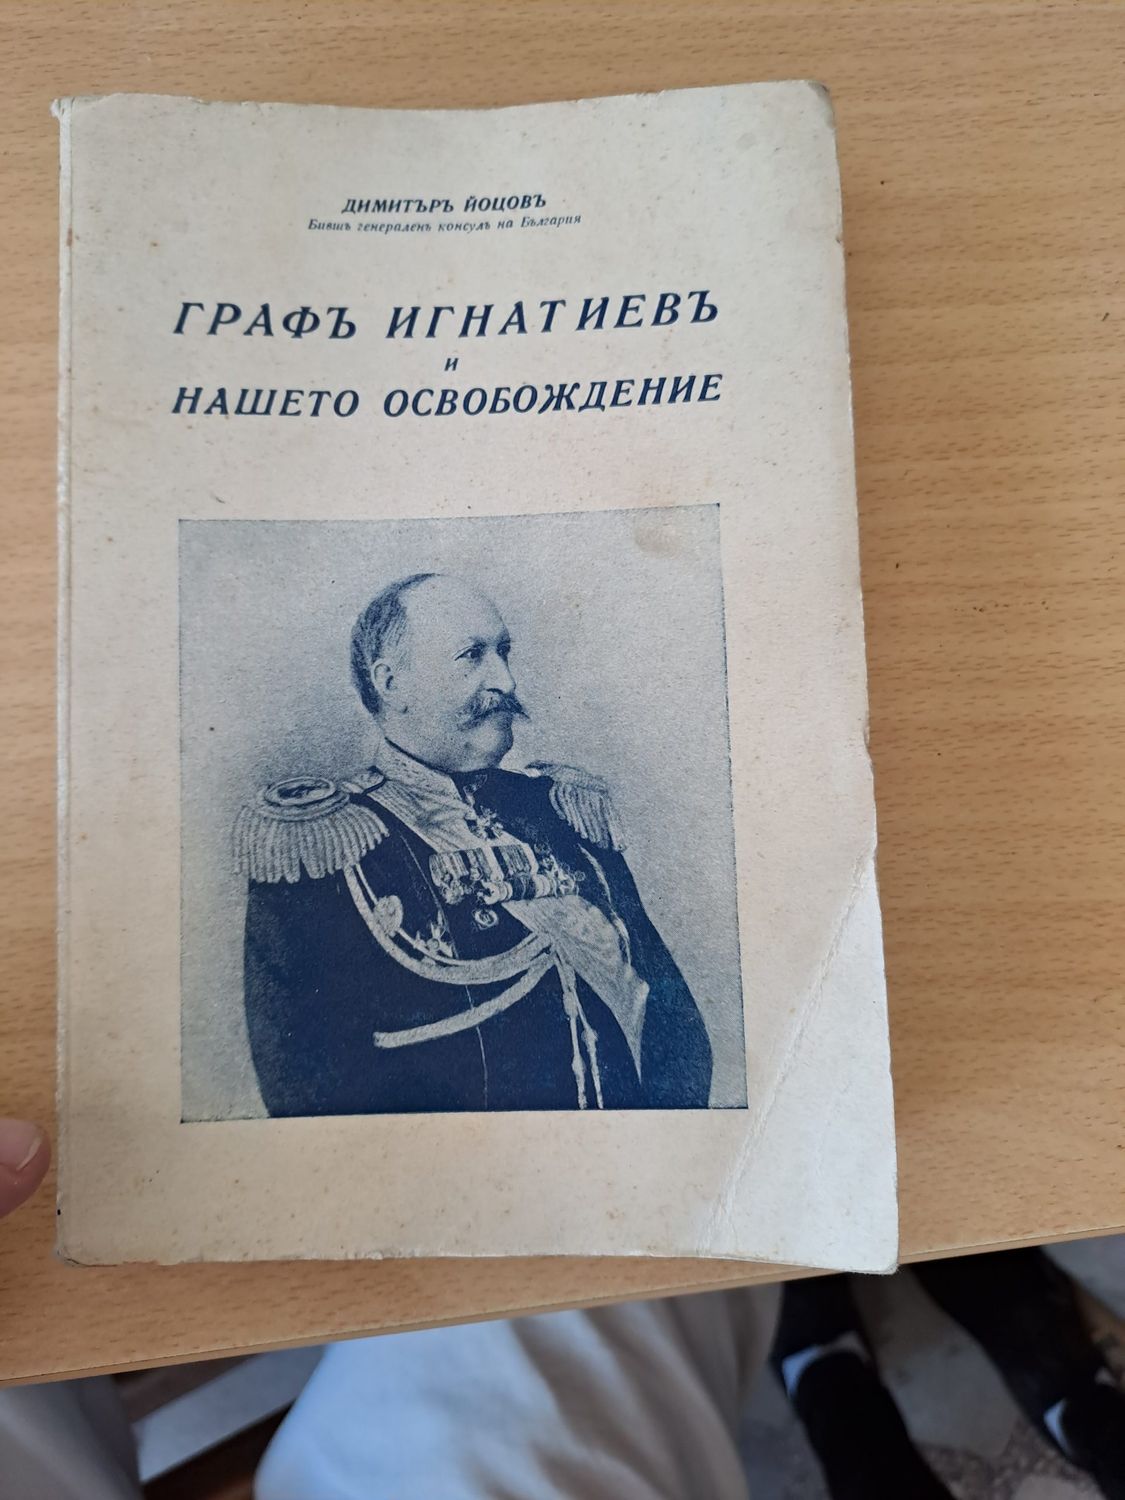 ДИМИТЪРЪ ЙОЦОВЪ
Бившъ генераленъ консулъ на България
ГРАФЪ ИГНАТИЕВЪ
И
НАШЕТО ОСВОБОЖДЕНИЕ